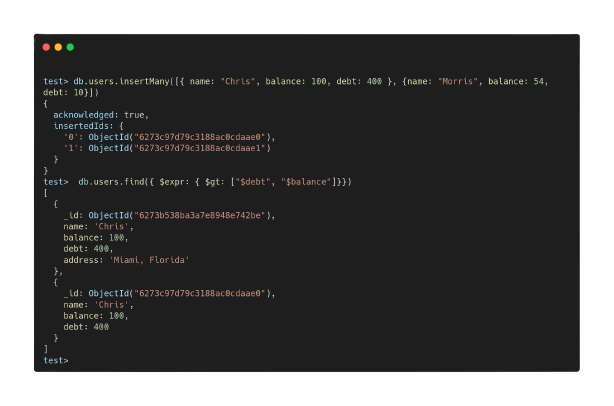 test> db.users.insertMany([{ name: "Chris", balance: 100, debt: 400 }, {name: "Morris", balance: 54,
debt: 10}])
{
  acknowledged: true,
  insertedIds: {
    '0': ObjectId("6273c97d79c3188ac0cdaae0"),
    '1': ObjectId("6273c97d79c3188ac0cdaae1")
  }
}
test>  db.users.find({ $expr: { $gt: ["$debt", "$balance"]}})
[
  {
    _id: ObjectId("6273b538ba3a7e8948e742be"),
    name: 'Chris',
    balance: 100,
    debt: 400,
    address: 'Miami, Florida'
  },
  {
    _id: ObjectId("6273c97d79c3188ac0cdaae0"),
    name: 'Chris',
    balance: 100,
    debt: 400
  }
]
test>